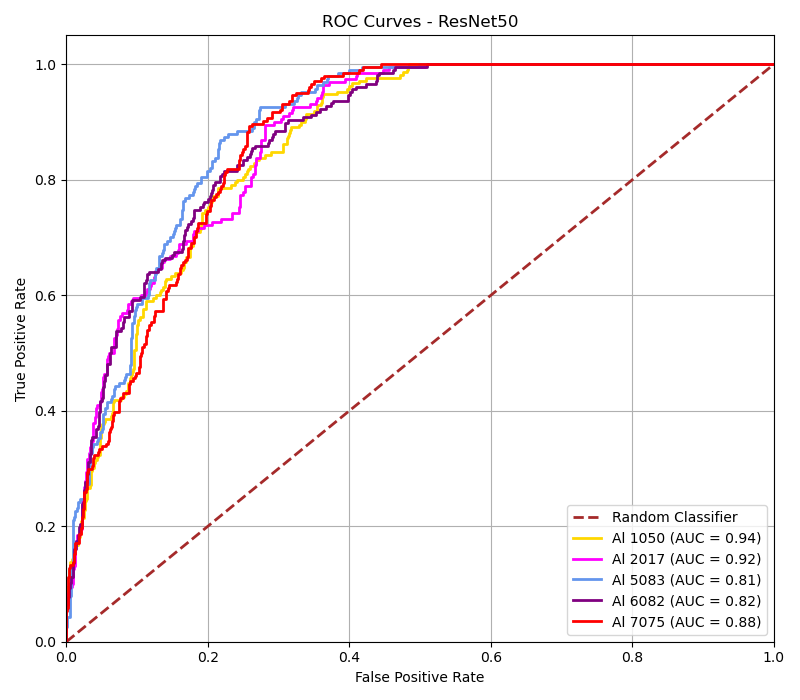 ROC Curves - ResNet50
True Positive Rate
1.0
0.8
0.6
0.4
0.2
0.0
0.0 0.2 0.4 0.6 0.8 1.0
False Positive Rate
Random Classifier
Al 1050 (AUC = 0.94)
Al 2017 (AUC = 0.92)
Al 5083 (AUC = 0.81)
Al 6082 (AUC = 0.82)
Al 7075 (AUC = 0.88)